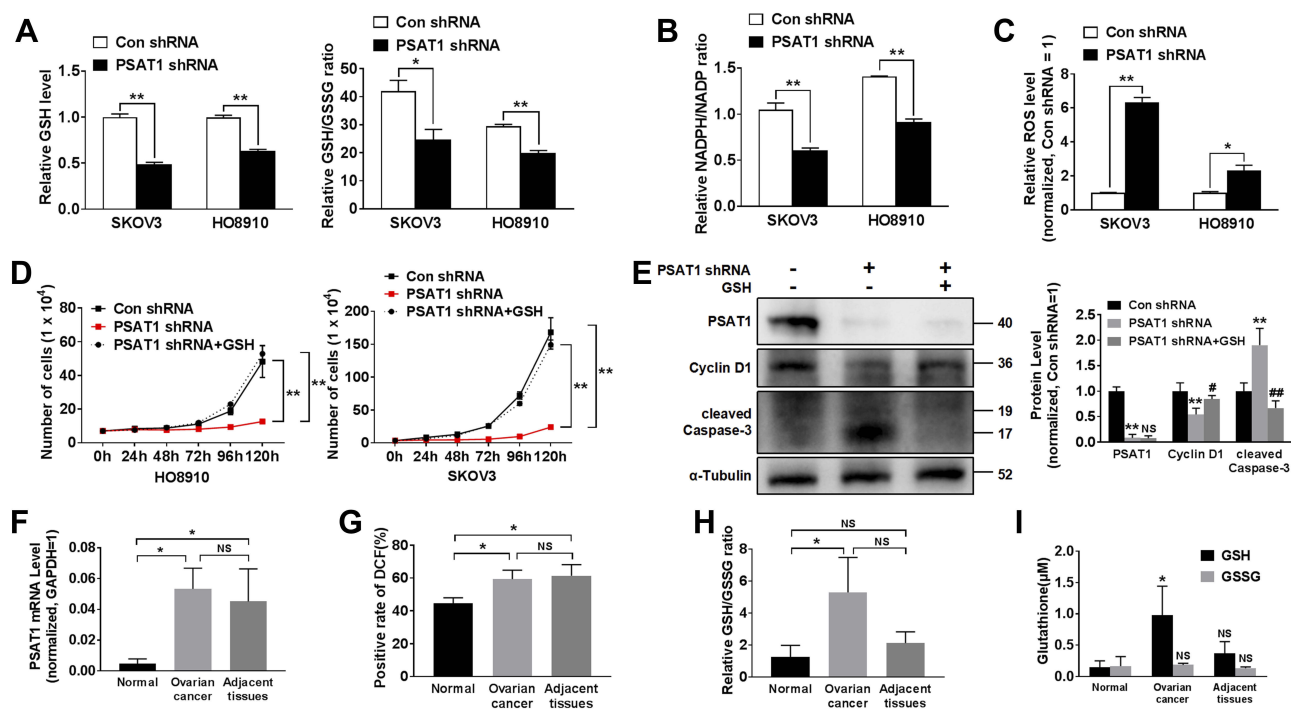 A
Con shRNA
PSAT1 shRNA
Relative GSH level
1.5
1.0
0.5
0.0
**
**
SKOV3
HO8910
Con shRNA
PSAT1 shRNA
Relative GSH/GSSG ratio
60
50
40
30
20
10
0
*
**
SKOV3
HO8910
B
Con shRNA
PSAT1 shRNA
Relative NADPH/NADP ratio
1.5
1.0
0.5
0.0
**
**
SKOV3
HO8910
C
Con shRNA
PSAT1 shRNA
Relative ROS level
(normalized, Con shRNA = 1)
8
6
4
2
0
**
*
SKOV3
HO8910
D
Number of cells (1 x 10⁴)
80
60
40
20
0
Con shRNA
PSAT1 shRNA
PSAT1 shRNA+GSH
**
**
0h 24h 48h 72h 96h 120h
HO8910
Number of cells (1 x 10⁴)
200
150
100
50
0
Con shRNA
PSAT1 shRNA
PSAT1 shRNA+GSH
**
**
0h 24h 48h 72h 96h 120h
SKOV3
E
PSAT1 shRNA - + +
GSH - - +
PSAT1
40
Cyclin D1
36
cleaved
Caspase-3
19
17
α-Tubulin
52
Protein Level
(normalized, Con shRNA=1)
2.5
2.0
1.5
1.0
0.5
0.0
Con shRNA
PSAT1 shRNA
PSAT1 shRNA+GSH
** NS
** #
** ##
PSAT1
Cyclin D1
cleaved
Caspase-3
F
PSAT1 mRNA Level
(normalized, GAPDH=1)
0.08
0.06
0.04
0.02
0.00
*
*
NS
Normal
Ovarian
cancer
Adjacent
tissues
G
Positive rate of DCF(%)
80
60
40
20
0
*
*
NS
Normal
Ovarian
cancer
Adjacent
tissues
H
Relative GSH/GSSG ratio
8
6
4
2
0
NS
*
NS
Normal
Ovarian
cancer
Adjacent
tissues
I
Glutathione(μM)
2.0
1.5
1.0
0.5
0.0
GSH
GSSG
*
NS
NS
NS
Normal
Ovarian
cancer
Adjacent
tissues